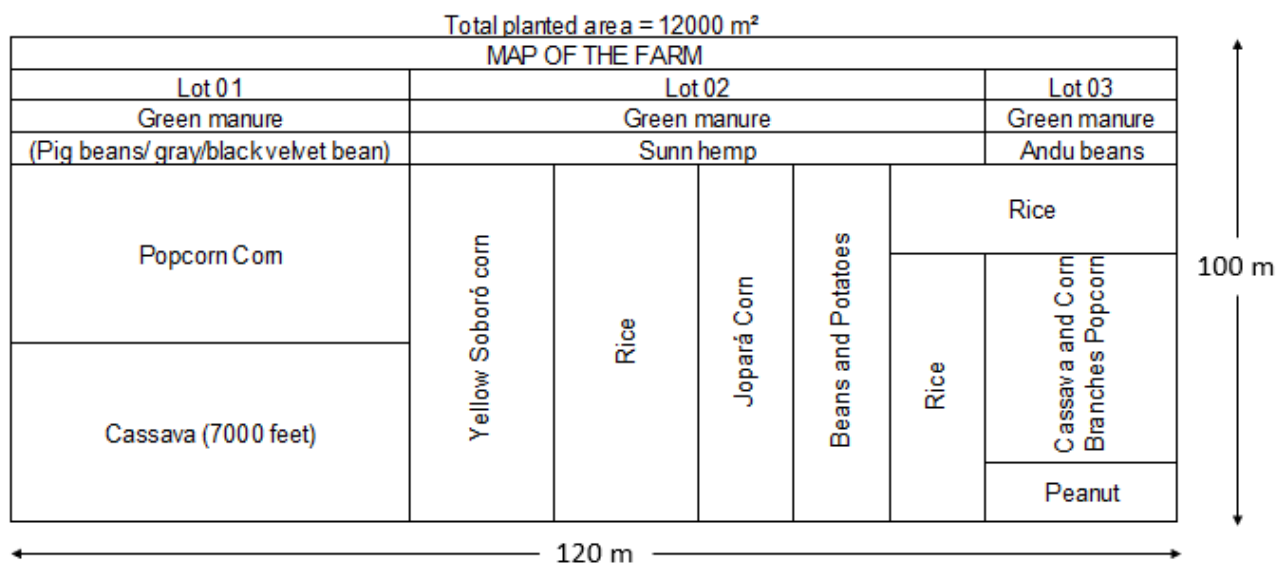 Total planted area = 12000 m²
MAP OF THE FARM
Lot 01
Lot 02
Lot 03
Green manure
Green manure
Green manure
(Pig beans/ gray/black velvet bean)
Sunn hemp
Andu beans
Popcorn Corn
Cassava (7000 feet)
Yellow Soboró corn
Rice
Jopará Corn
Beans and Potatoes
Rice
Rice
Cassava and Corn
Branches Popcorn
Peanut
100 m
120 m